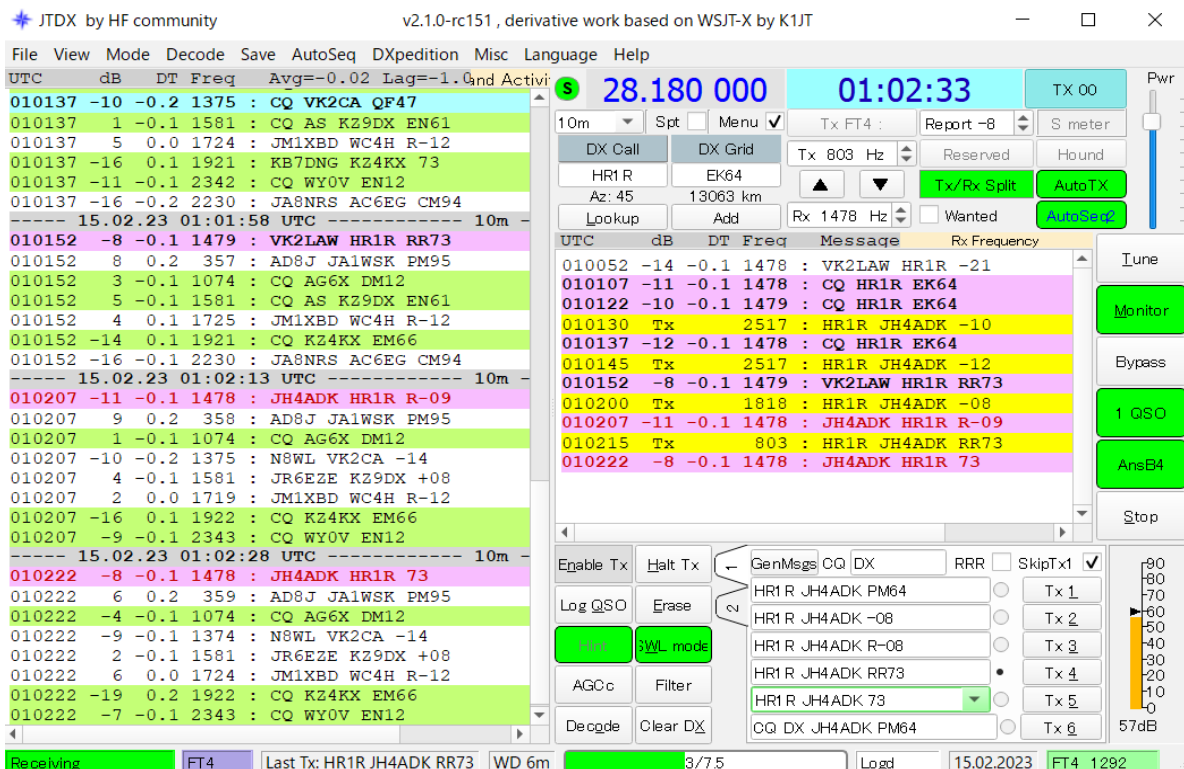 JTDX by HF community v2.1.0-rc151 , derivative work based on WSJT-X by K1JT
File View Mode Decode Save AutoSeq DXpedition Misc Language Help
UTC dB DT Freq Avg=-0.02 Lag=-1.0
010137 -10 -0.2 1375 : CQ VK2CA QF47
010137 1 -0.1 1581 : CQ AS KZ9DX EN61
010137 5 0.0 1724 : JM1XBD WC4H R-12
010137 -16 0.1 1921 : KB7DNG KZ4KX 73
010137 -11 -0.1 2342 : CQ WY0V EN12
010137 -16 -0.2 2230 : JA8NRS AC6EG CM94
----- 15.02.23 01:01:58 UTC ------------ 10m -
010152 -8 -0.1 1479 : VK2LAW HR1R RR73
010152 8 0.2 357 : AD8J JA1WSK PM95
010152 3 -0.1 1074 : CQ AG6X DM12
010152 5 -0.1 1581 : CQ AS KZ9DX EN61
010152 4 0.1 1725 : JM1XBD WC4H R-12
010152 -14 0.1 1921 : CQ KZ4KX EM66
010152 -16 -0.1 2230 : JA8NRS AC6EG CM94
----- 15.02.23 01:02:13 UTC ------------ 10m -
010207 -11 -0.1 1478 : JH4ADK HR1R R-09
010207 9 0.2 358 : AD8J JA1WSK PM95
010207 1 -0.1 1074 : CQ AG6X DM12
010207 -10 -0.2 1375 : N8WL VK2CA -14
010207 4 -0.1 1581 : JR6EZE KZ9DX +08
010207 2 0.0 1719 : JM1XBD WC4H R-12
010207 -16 0.1 1922 : CQ KZ4KX EM66
010207 -9 -0.1 2343 : CQ WY0V EN12
----- 15.02.23 01:02:28 UTC ------------ 10m -
010222 -8 -0.1 1478 : JH4ADK HR1R 73
010222 6 0.2 359 : AD8J JA1WSK PM95
010222 -4 -0.1 1074 : CQ AG6X DM12
010222 -9 -0.1 1374 : N8WL VK2CA -14
010222 2 -0.1 1581 : JR6EZE KZ9DX +08
010222 6 0.0 1724 : JM1XBD WC4H R-12
010222 -19 0.2 1922 : CQ KZ4KX EM66
010222 -7 -0.1 2343 : CQ WY0V EN12
S 28.180 000 01:02:33 TX 00 Pwr
10m Spt Menu Tx FT4 : Report -8 S meter
DX Call DX Grid Tx 803 Hz Reserved Hound
HR1R EK64 Tx/Rx Split AutoTX
Az: 45 13063 km
Lookup Add Rx 1478 Hz Wanted AutoSeq2
UTC dB DT Freq Message Rx Frequency
010052 -14 -0.1 1478 : VK2LAW HR1R -21
010107 -11 -0.1 1478 : CQ HR1R EK64
010122 -10 -0.1 1479 : CQ HR1R EK64
010130 Tx 2517 : HR1R JH4ADK -10
010137 -12 -0.1 1478 : CQ HR1R EK64
010145 Tx 2517 : HR1R JH4ADK -12
010152 -8 -0.1 1479 : VK2LAW HR1R RR73
010200 Tx 1818 : HR1R JH4ADK -08
010207 -11 -0.1 1478 : JH4ADK HR1R R-09
010215 Tx 803 : HR1R JH4ADK RR73
010222 -8 -0.1 1478 : JH4ADK HR1R 73
Tune
Monitor
Bypass
1 QSO
AnsB4
Stop
Enable Tx Halt Tx 1 GenMsgs CQ DX RRR SkipTx1
HR1R JH4ADK PM64 Tx 1
Log QSO Erase 2 HR1R JH4ADK -08 Tx 2
Hint SWL mode HR1R JH4ADK R-08 Tx 3
AGCc Filter HR1R JH4ADK RR73 Tx 4
HR1R JH4ADK 73 Tx 5
Decode Clear DX CQ DX JH4ADK PM64 Tx 6
90
80
70
60
50
40
30
20
10
0
57dB
Receiving FT4 Last Tx: HR1R JH4ADK RR73 WD 6m 3/7.5 Logd 15.02.2023 FT4 1292